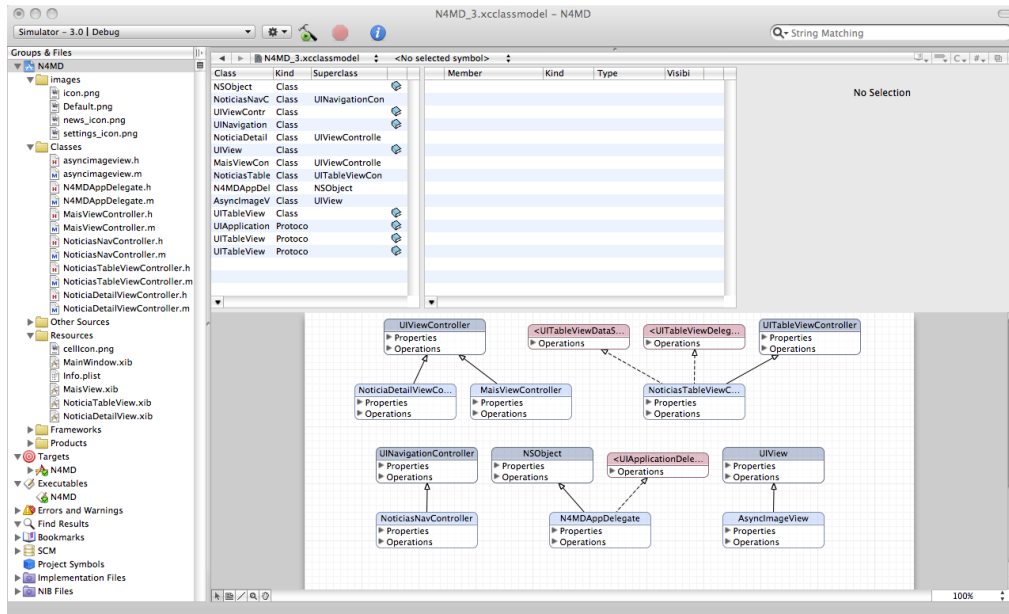 N4MD_3.xcclassmodel – N4MD
Simulator - 3.0 | Debug
String Matching
Groups & Files
N4MD
images
icon.png
Default.png
news_icon.png
settings_icon.png
Classes
asyncimageview.h
asyncimageview.m
N4MDAppDelegate.h
N4MDAppDelegate.m
MaisViewController.h
MaisViewController.m
NoticiasNavController.h
NoticiasNavController.m
NoticiasTableViewController.h
NoticiasTableViewController.m
NoticiaDetailViewController.h
NoticiaDetailViewController.m
Other Sources
Resources
cellIcon.png
MainWindow.xib
Info.plist
MaisView.xib
NoticiaTableView.xib
NoticiaDetailView.xib
Frameworks
Products
Targets
N4MD
Executables
N4MD
Errors and Warnings
Find Results
Bookmarks
SCM
Project Symbols
Implementation Files
NIB Files
N4MD_3.xcclassmodel
<No selected symbol>
C
#
Class Kind Superclass
NSObject Class
NoticiasNavC Class UINavigationCon
UIViewContr Class
UINavigation Class
NoticiaDetail Class UIViewControlle
UIView Class
MaisViewCon Class UIViewControlle
NoticiasTable Class UITableViewCon
N4MDAppDel Class NSObject
AsyncImageV Class UIView
UITableView Class
UIApplication Protoco
UITableView Protoco
UITableView Protoco
Member Kind Type Visibi
No Selection
UIViewController
Properties
Operations
<UITableViewDataS...
Operations
<UITableViewDeleg...
Operations
UITableViewController
Properties
Operations
NoticiaDetailViewCo...
Properties
Operations
MaisViewController
Properties
Operations
NoticiasTableViewC...
Properties
Operations
UINavigationController
Properties
Operations
NSObject
Properties
Operations
<UIApplicationDele...
Operations
UIView
Properties
Operations
NoticiasNavController
Properties
Operations
N4MDAppDelegate
Properties
Operations
AsyncImageView
Properties
Operations
100%